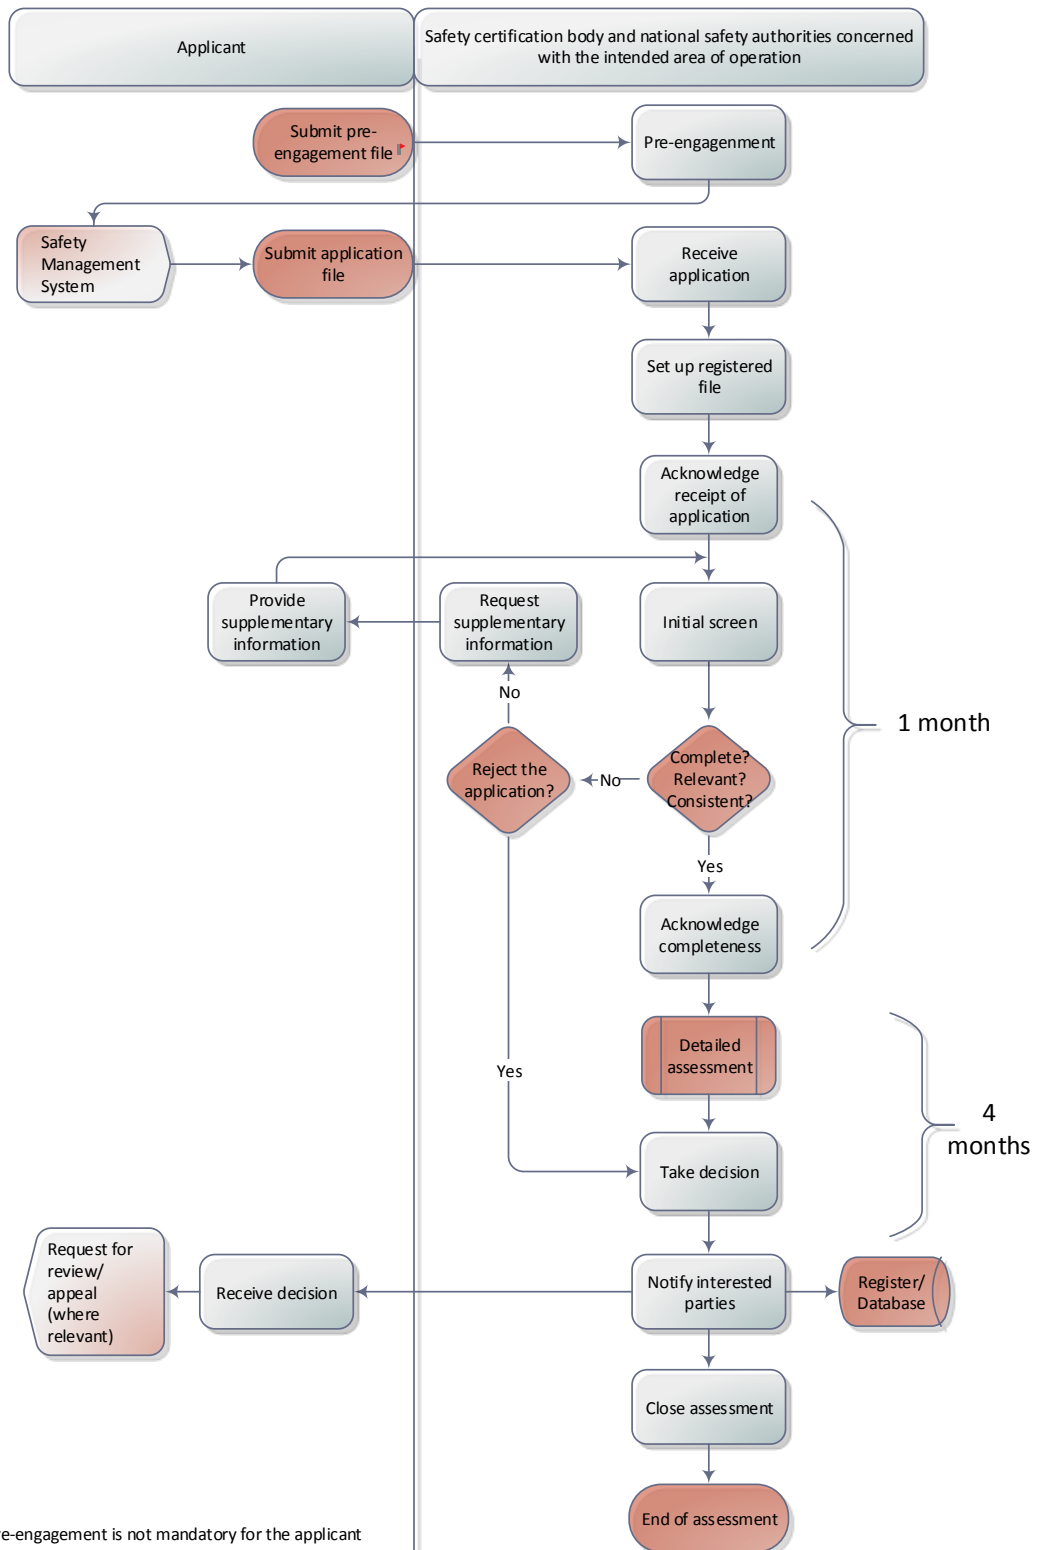 Applicant
Safety certification body and national safety authorities concerned
with the intended area of operation
Submit pre-
engagement file
Pre-engagenment
Safety
Management
System
Submit application
file
Receive
application
Set up registered
file
Acknowledge
receipt of
application
Provide
supplementary
information
Request
supplementary
information
Initial screen
No
1 month
Reject the
application?
No
Complete?
Relevant?
Consistent?
Yes
Acknowledge
completeness
Detailed
assessment
Yes
4
months
Take decision
Request for
review/
appeal
(where
relevant)
Receive decision
Notify interested
parties
Register/
Database
Close assessment
End of assessment
re-engagement is not mandatory for the applicant